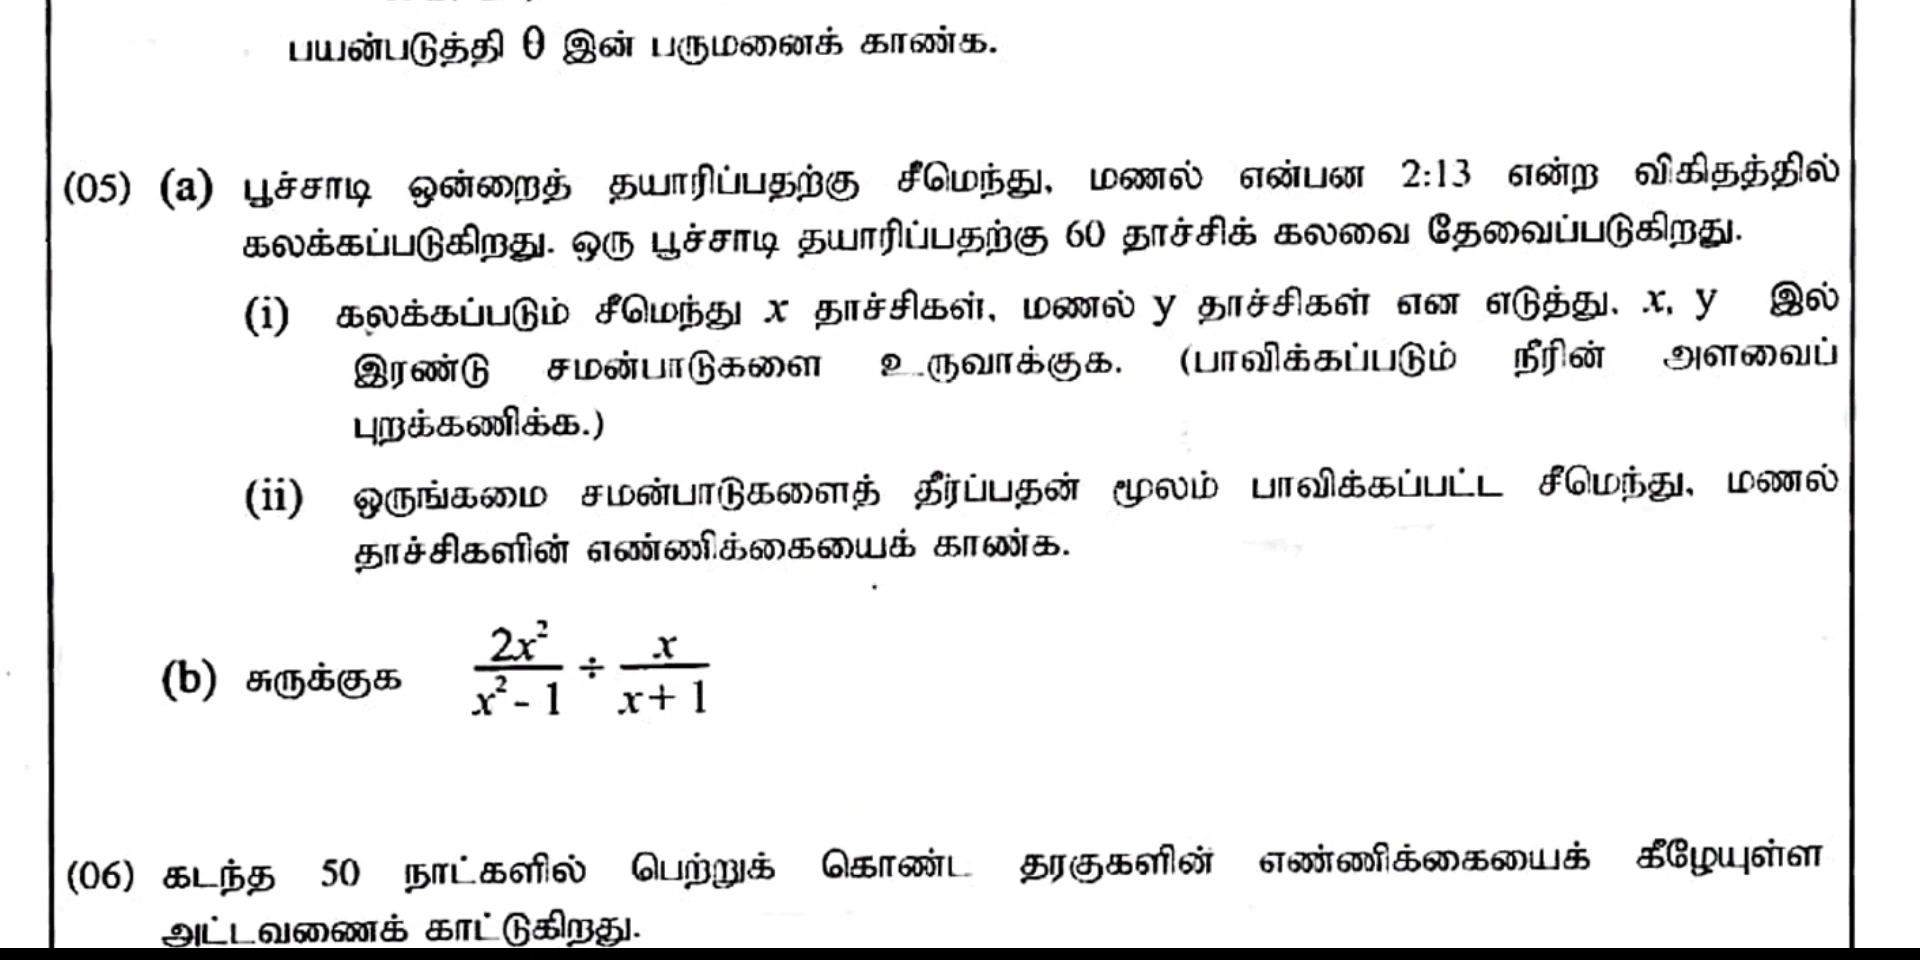 பயன்படுத்தி θ இன் பருமனைக் காண்க.
(05) (a) பூச்சாடி ஒன்றைத் தயாரிப்பதற்கு சீமெந்து, மணல் என்பன 2:13 என்ற விகிதத்தில்
கலக்கப்படுகிறது. ஒரு பூச்சாடி தயாரிப்பதற்கு 60 தாச்சிக் கலவை தேவைப்படுகிறது.
(i) கலக்கப்படும் சீமெந்து x தாச்சிகள், மணல் y தாச்சிகள் என எடுத்து, x, y இல்
இரண்டு சமன்பாடுகளை உருவாக்குக. (பாவிக்கப்படும் நீரின் அளவைப்
புறக்கணிக்க.)
(ii) ஒருங்கமை சமன்பாடுகளைத் தீர்ப்பதன் மூலம் பாவிக்கப்பட்ட சீமெந்து, மணல்
தாச்சிகளின் எண்ணிக்கையைக் காண்க.
(b) சுருக்குக 2x²/(x² - 1) ÷ x/(x + 1)
(06) கடந்த 50 நாட்களில் பெற்றுக் கொண்ட தரகுகளின் எண்ணிக்கையைக் கீழேயுள்ள
அட்டவணைக் காட்டுகிறது.